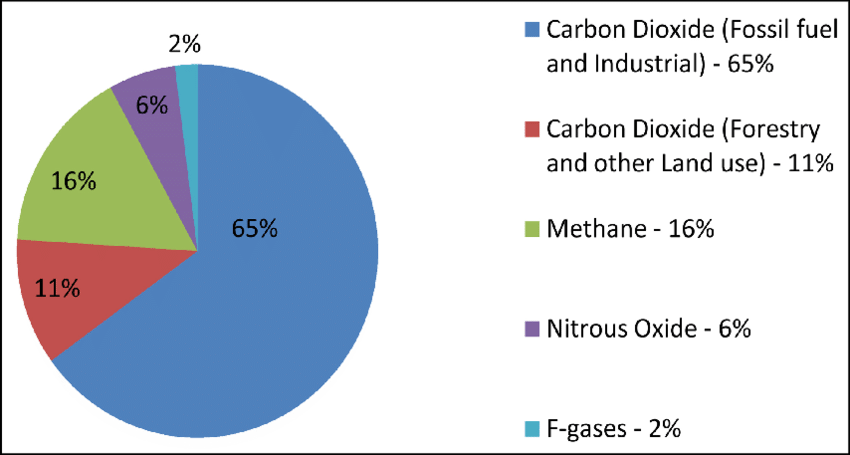 2%
6%
16%
65%
11%
Carbon Dioxide (Fossil fuel
and Industrial) - 65%
Carbon Dioxide (Forestry
and other Land use) - 11%
Methane - 16%
Nitrous Oxide - 6%
F-gases - 2%